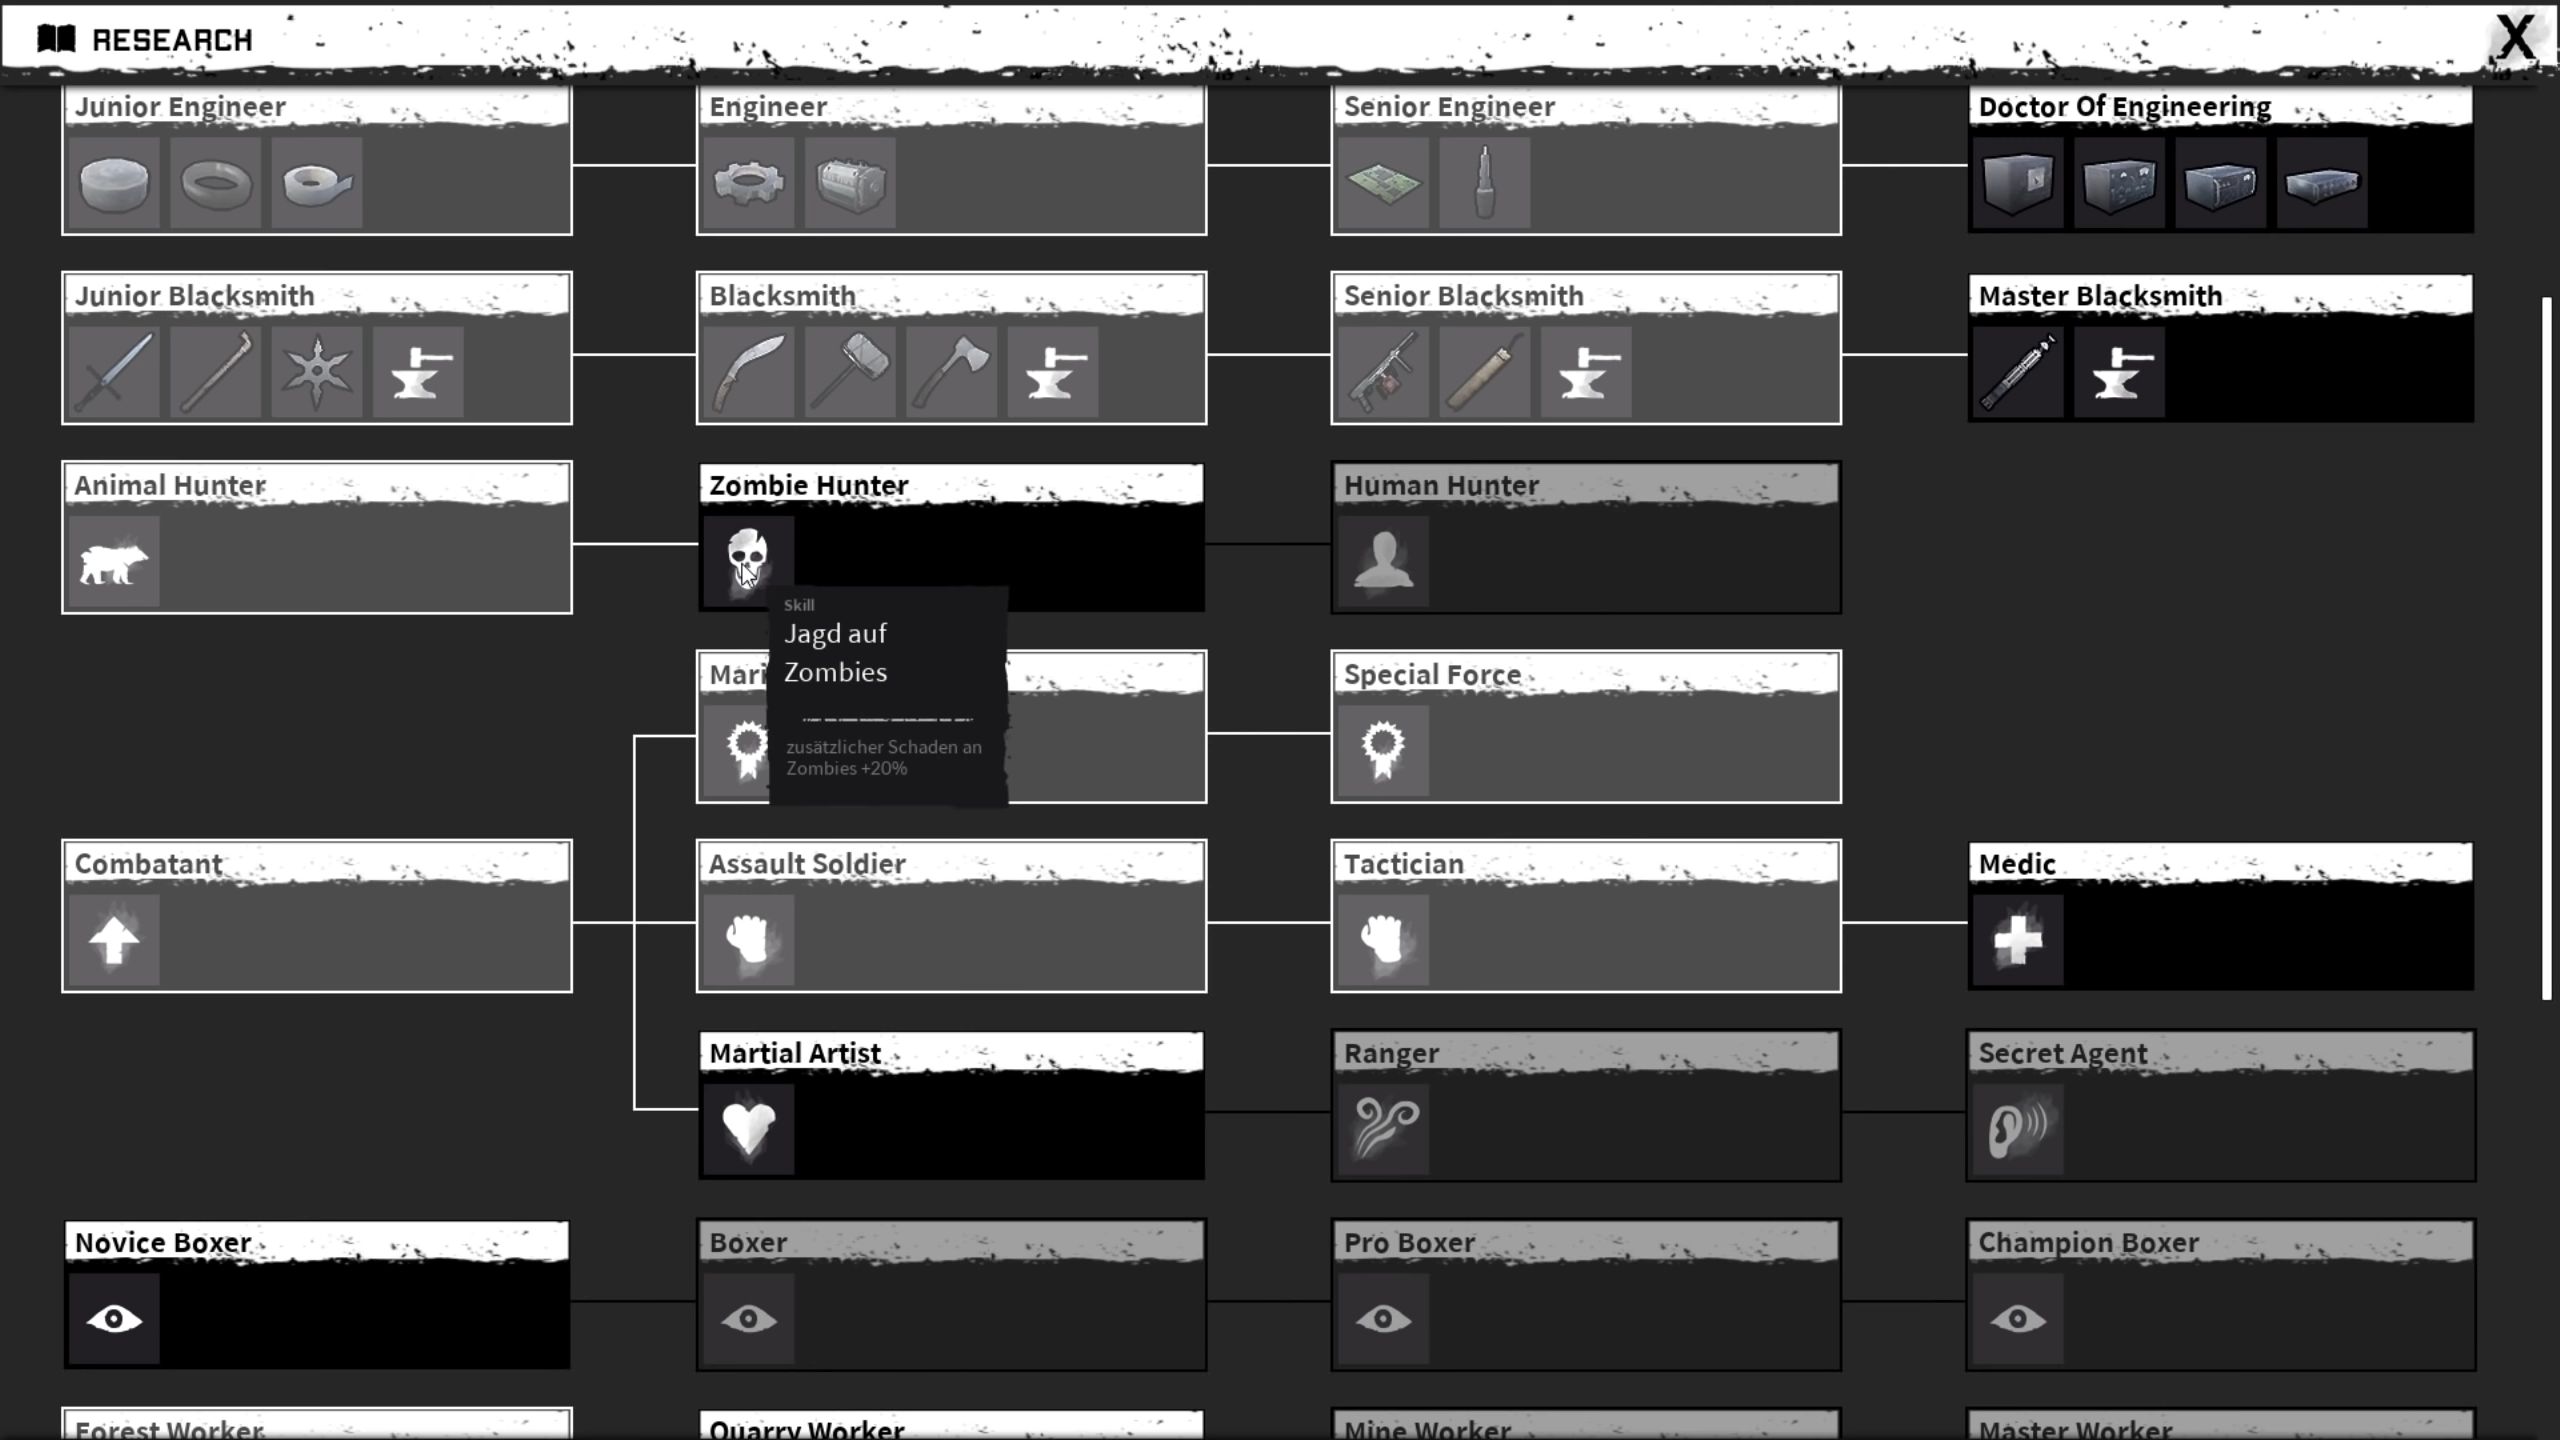 RESEARCH
X
Junior Engineer
Engineer
Senior Engineer
Doctor Of Engineering
Junior Blacksmith
Blacksmith
Senior Blacksmith
Master Blacksmith
Animal Hunter
Zombie Hunter
Human Hunter
Skill
Jagd auf
Zombies
zusätzlicher Schaden an
Zombies +20%
Mari
Special Force
Combatant
Assault Soldier
Tactician
Medic
Martial Artist
Ranger
Secret Agent
Novice Boxer
Boxer
Pro Boxer
Champion Boxer
Forest Worker
Quarry Worker
Mine Worker
Master Worker